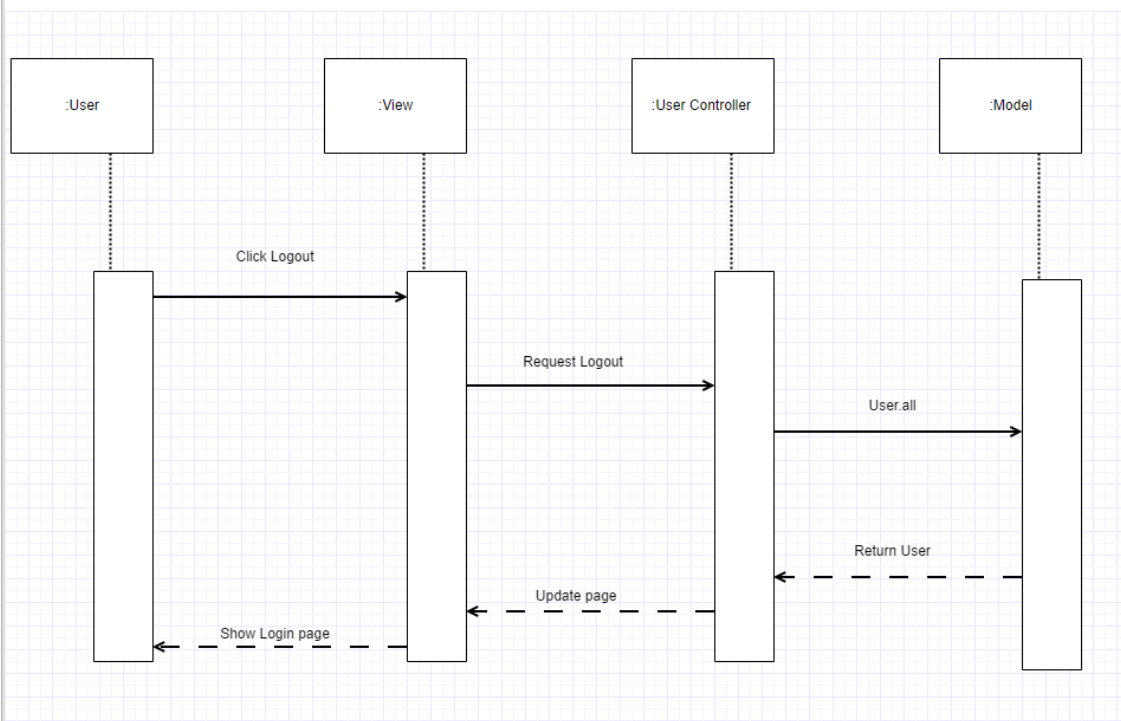 :User
:View
:User Controller
:Model
Click Logout
Request Logout
User.all
Return User
Update page
Show Login page